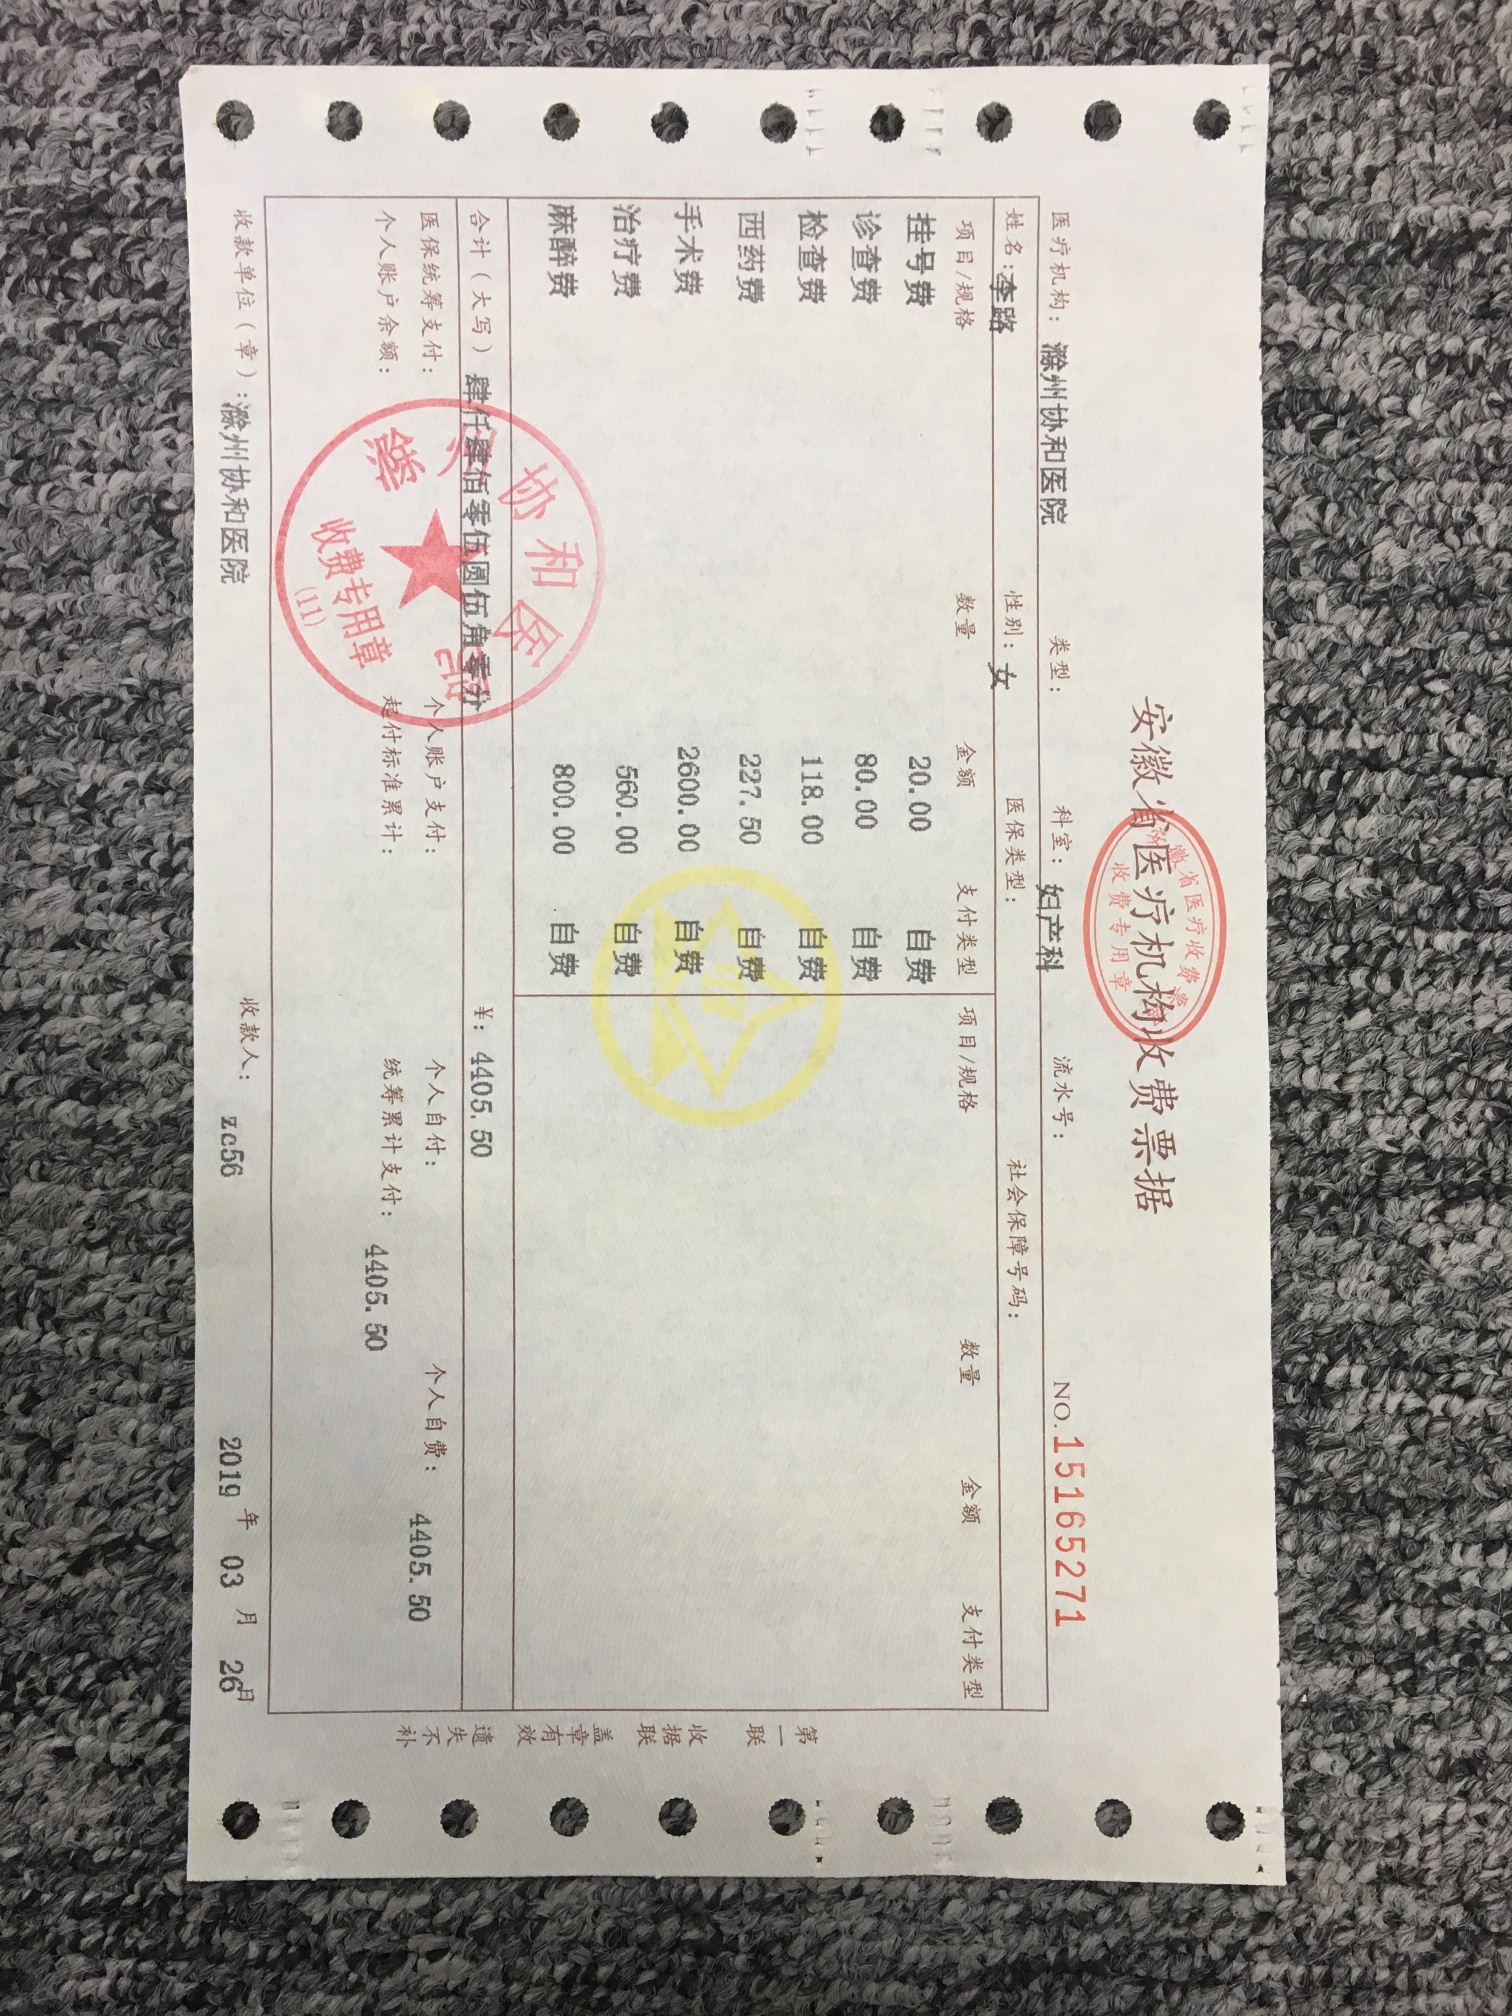 安徽省医疗机构收费票据
收费专用章
医疗机构: 滁州协和医院 类型: 科室: 妇产科 流水号: NO. 15165271
姓名: 李路 性别: 女 医保类型: 社会保障号码:
项目/规格 数量 金额 支付类型 项目/规格 数量 金额 支付类型
挂号费 20.00 自费
诊查费 80.00 自费
检查费 118.00 自费
西药费 227.50 自费
手术费 2600.00 自费
治疗费 560.00 自费
麻醉费 800.00 自费
合计(大写) 肆仟肆佰零伍圆伍角零分 ¥: 4405.50
医保统筹支付: 个人账户支付: 个人自付: 个人自费: 4405.50
个人账户余额: 起付标准累计: 统筹累计支付: 4405.50
收款单位(章): 滁州协和医院 收款人: zc56 2019 年 03 月 26 日
滁州协和医院
收费专用章
(11)
第一联 收据联 盖章有效 遗失不补